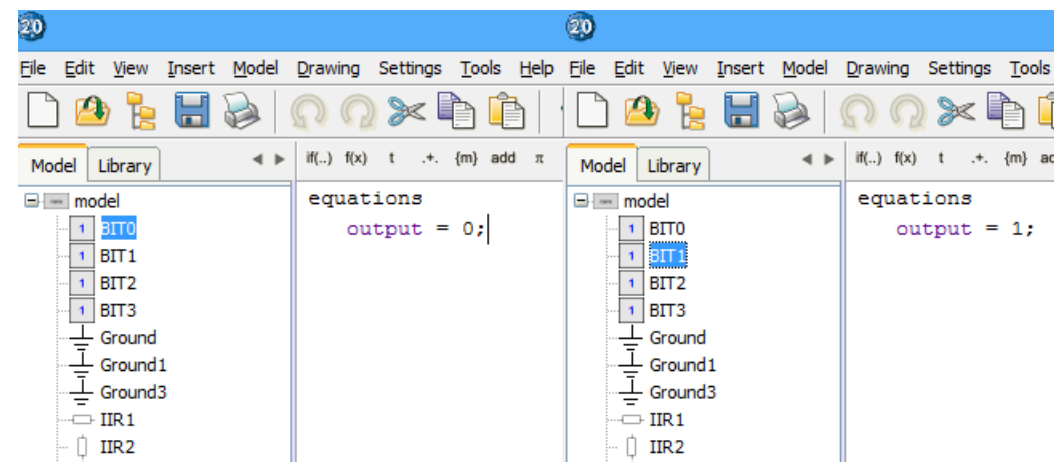 20
File Edit View Insert Model Drawing Settings Tools Help
Model Library
if(..) f(x) t .+. {m} add π
model
BIT0
BIT1
BIT2
BIT3
Ground
Ground1
Ground3
IIR1
IIR2
equations
output = 0;
20
File Edit View Insert Model Drawing Settings Tools
Model Library
if(..) f(x) t .+. {m} ad
model
BIT0
BIT1
BIT2
BIT3
Ground
Ground1
Ground3
IIR1
IIR2
equations
output = 1;